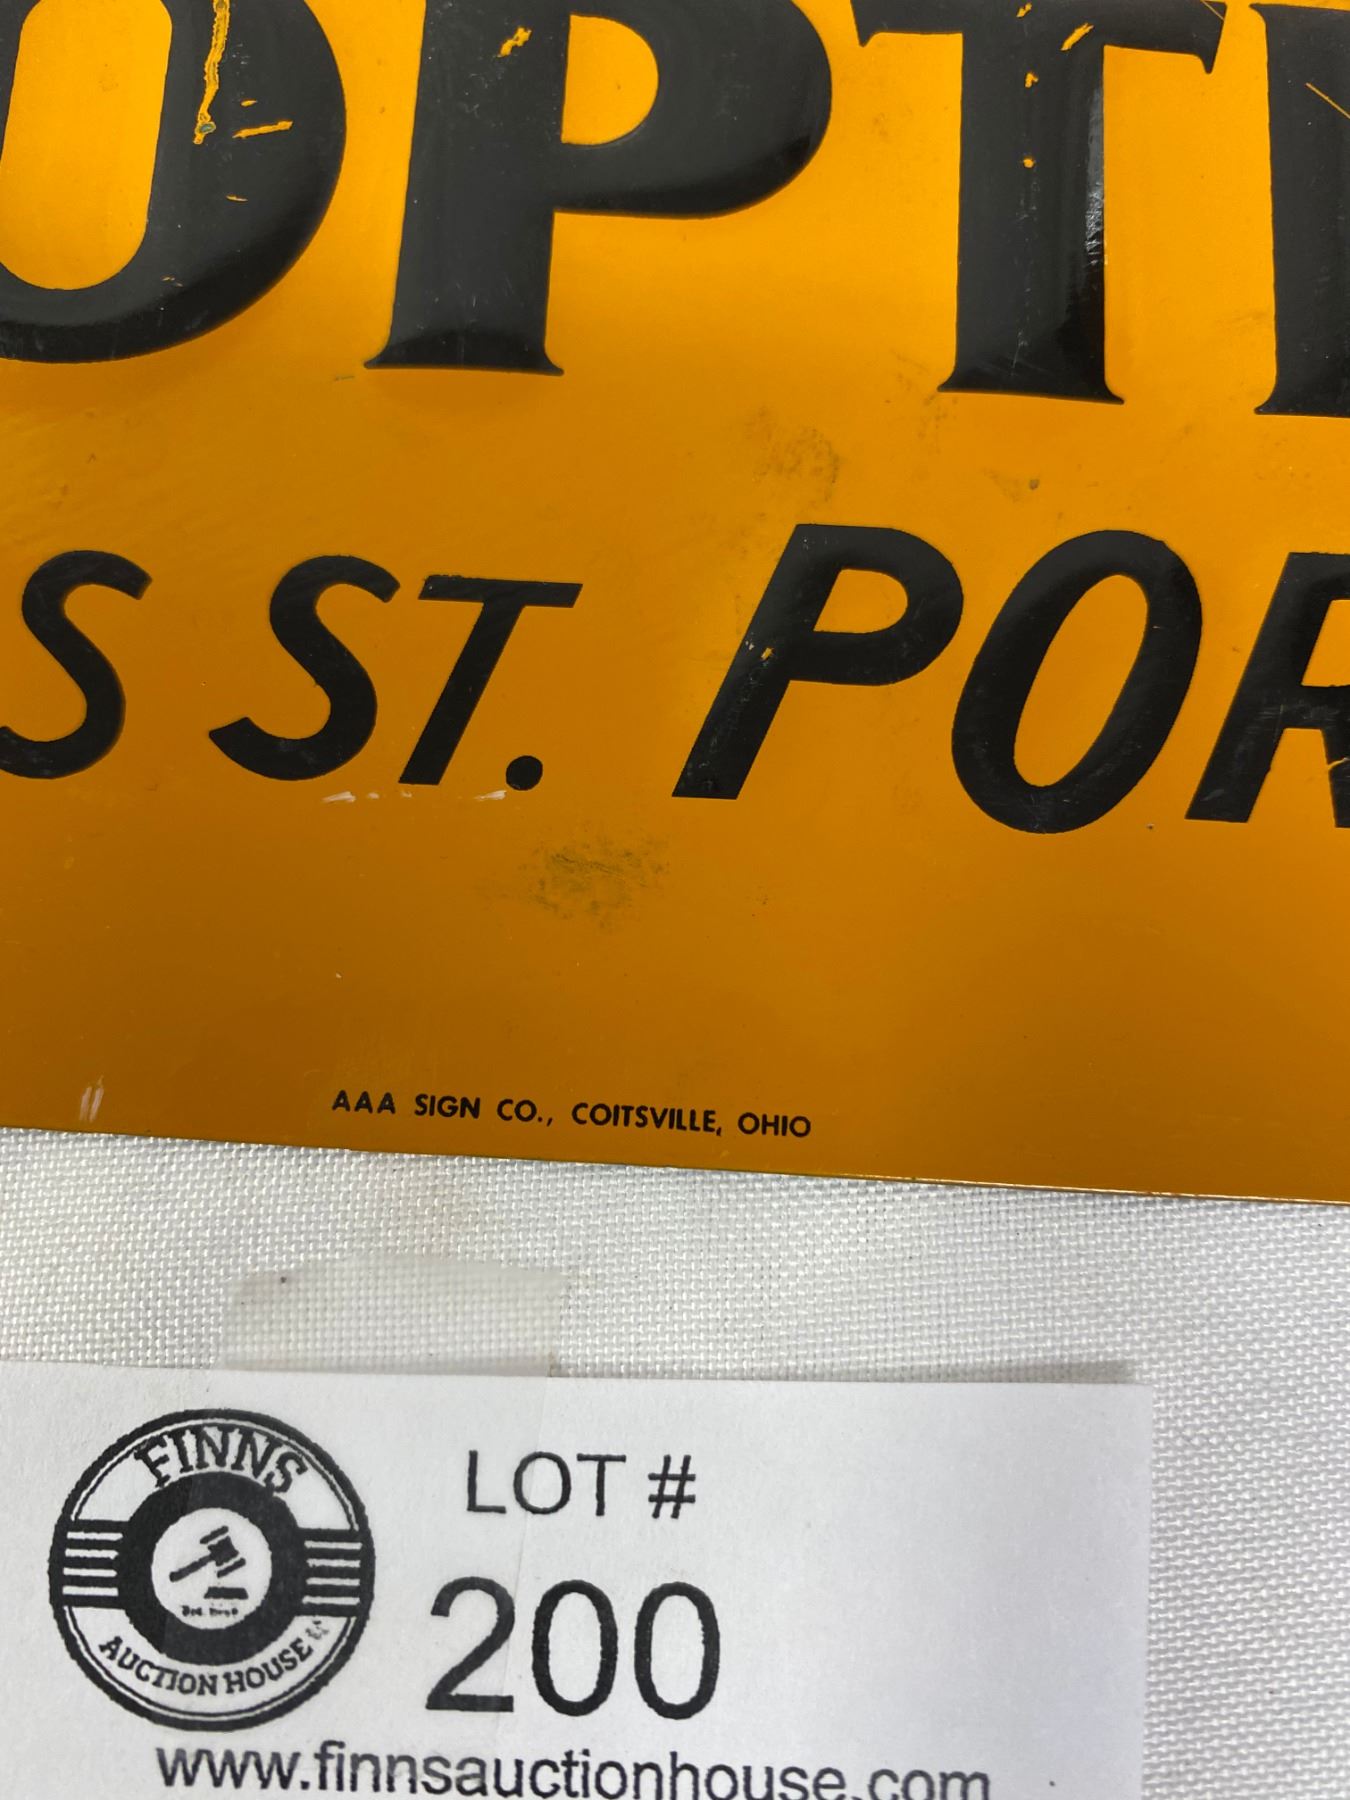 OPT
S ST. POR
AAA SIGN CO., COITSVILLE, OHIO
FINNS
AUCTION HOUSE
LOT #
200
www.finnsauctionhouse.com